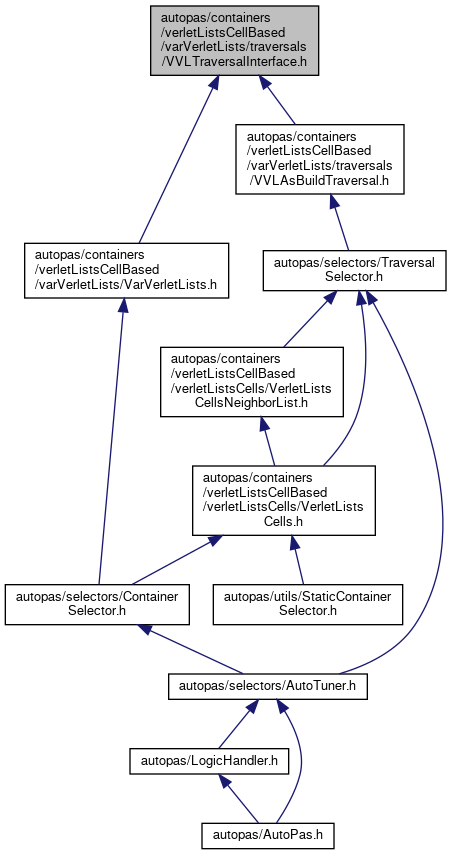 autopas/containers
/verletListsCellBased
/varVerletLists/traversals
/VVLTraversalInterface.h
autopas/containers
/verletListsCellBased
/varVerletLists/traversals
/VVLAsBuildTraversal.h
autopas/containers
/verletListsCellBased
/varVerletLists/VarVerletLists.h
autopas/selectors/Traversal
Selector.h
autopas/containers
/verletListsCellBased
/verletListsCells/VerletLists
CellsNeighborList.h
autopas/containers
/verletListsCellBased
/verletListsCells/VerletLists
Cells.h
autopas/selectors/Container
Selector.h
autopas/utils/StaticContainer
Selector.h
autopas/selectors/AutoTuner.h
autopas/LogicHandler.h
autopas/AutoPas.h